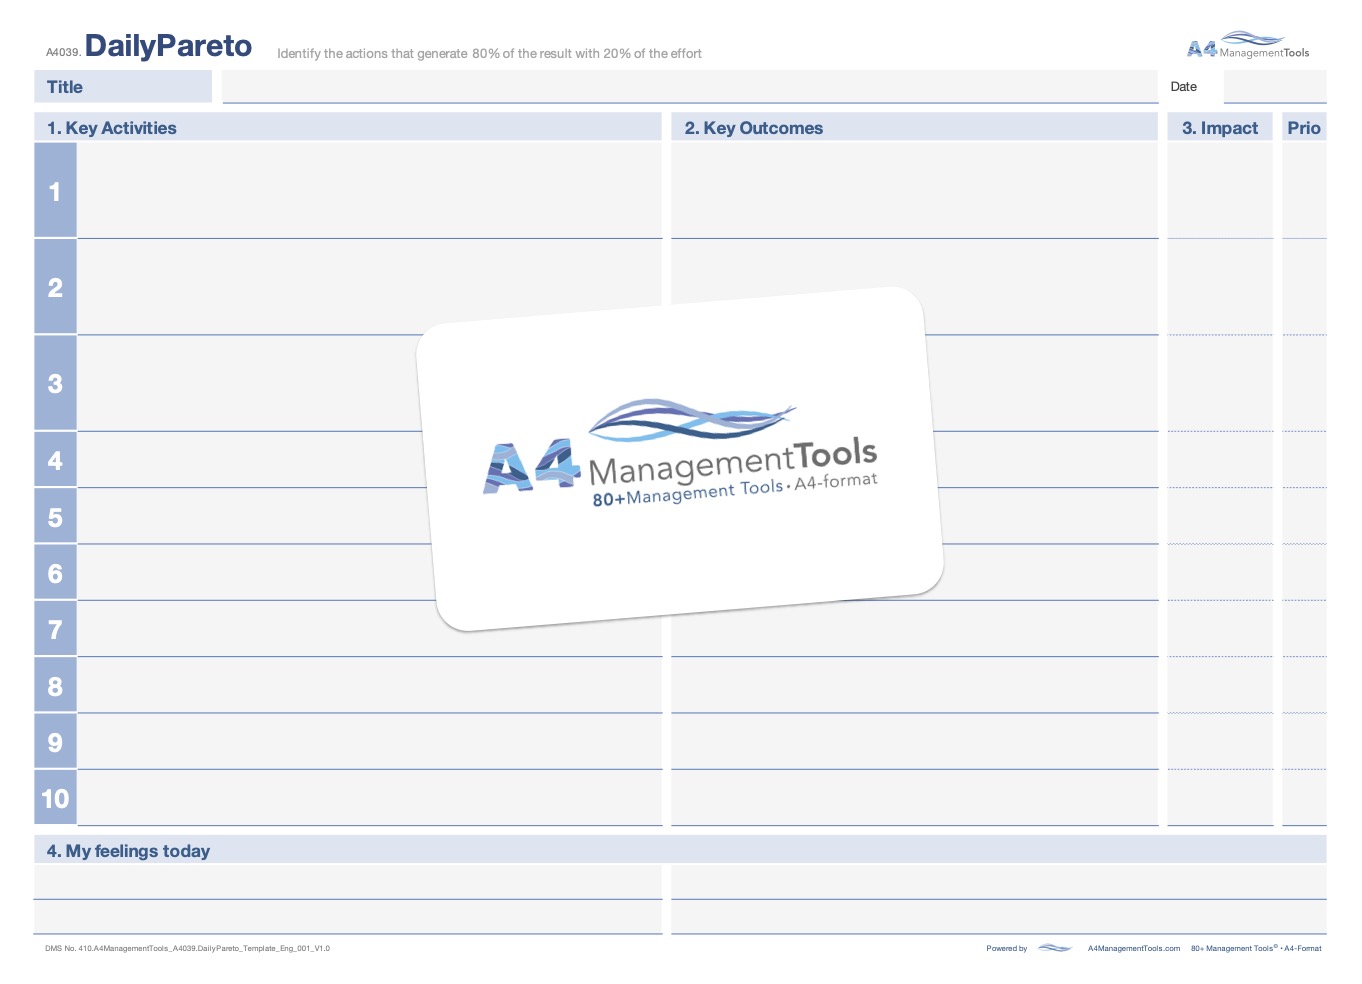 A4039. DailyPareto Identify the actions that generate 80% of the result with 20% of the effort
A4 ManagementTools
Title
Date
1. Key Activities
2. Key Outcomes
3. Impact
Prio
1
2
3
4
5
6
7
8
9
10
A4 ManagementTools
80+Management Tools · A4-format
4. My feelings today
DMS No. 410.A4ManagementTools_A4039.DailyPareto_Template_Eng_001_V1.0
Powered by A4ManagementTools.com 80+ Management Tools® • A4-Format